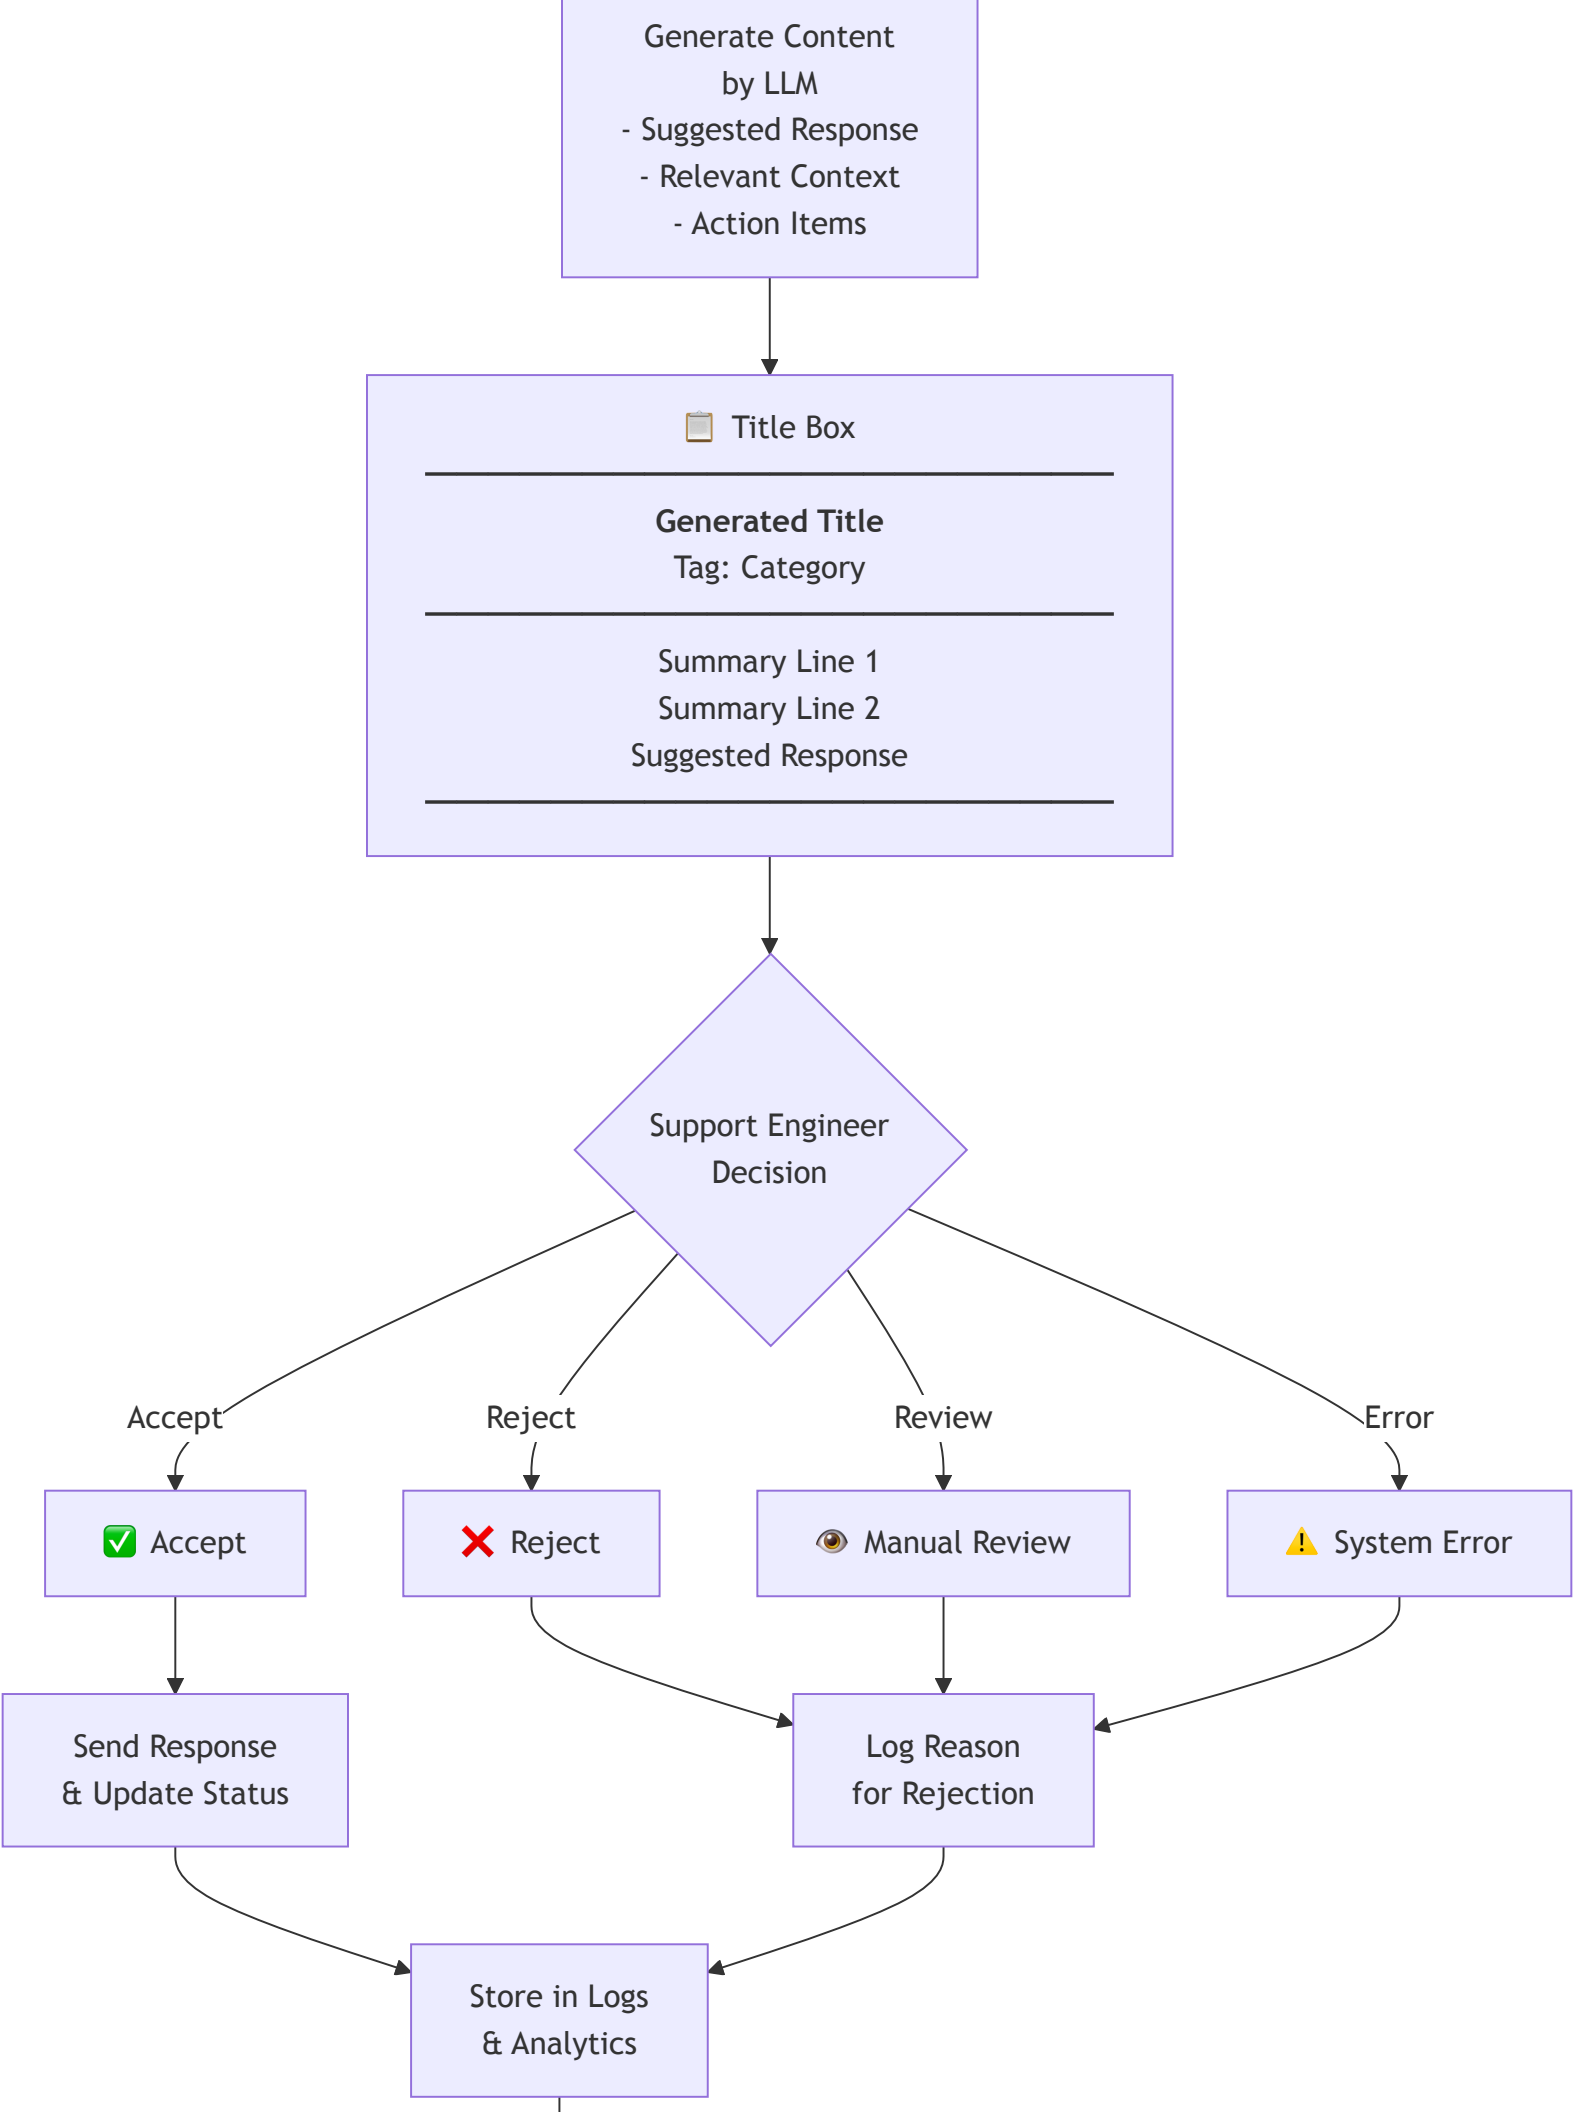 Generate Content
by LLM
- Suggested Response
- Relevant Context
- Action Items
📋 Title Box
Generated Title
Tag: Category
Summary Line 1
Summary Line 2
Suggested Response
Support Engineer
Decision
Accept
Reject
Review
Error
✅ Accept
❌ Reject
👁️ Manual Review
⚠️ System Error
Send Response
& Update Status
Log Reason
for Rejection
Store in Logs
& Analytics